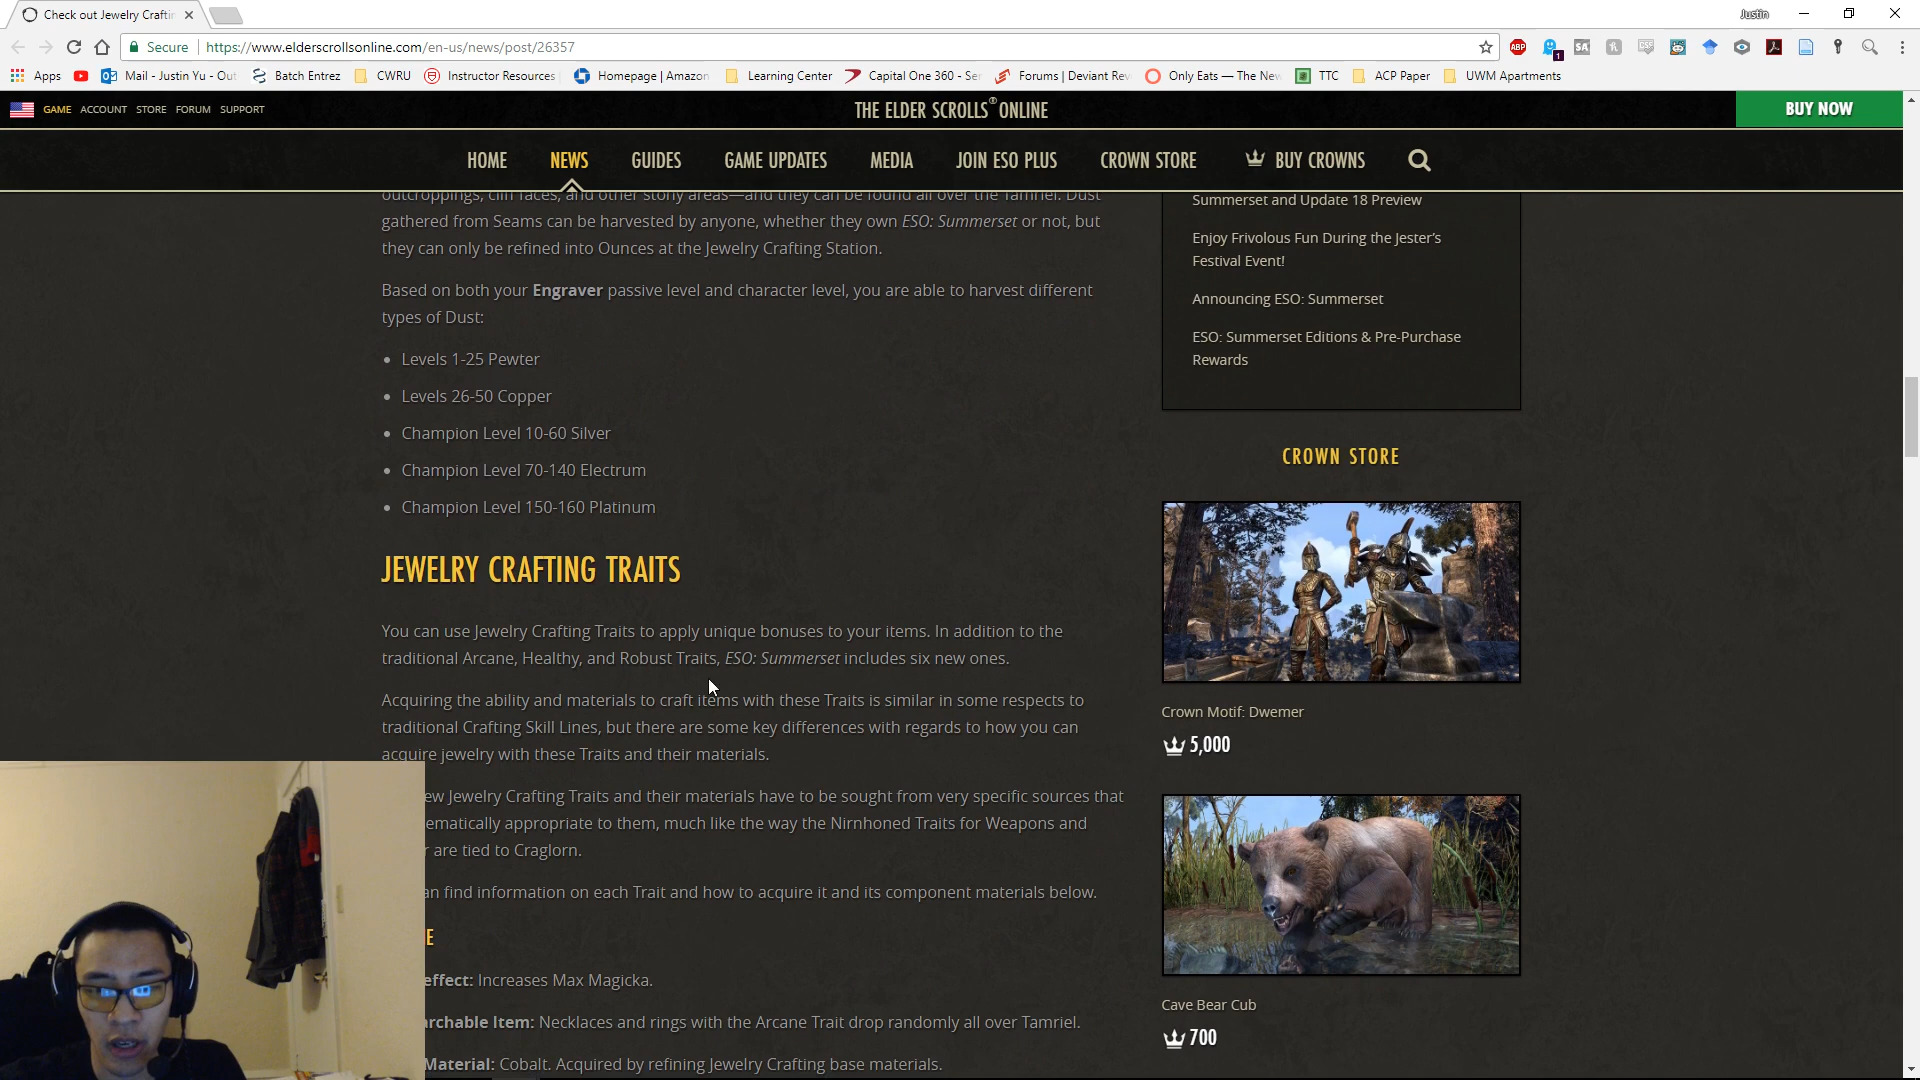 Check out Jewelry Crafti
Justin
Secure
https://www.elderscrollsonline.com/en-us/news/post/26357
Apps
Mail - Justin Yu - Out
Batch Entrez
CWRU
Instructor Resources
Homepage | Amazon
Learning Center
Capital One 360 - Se
Forums | Deviant Rev
Only Eats — The New
TTC
ACP Paper
UWM Apartments
GAME ACCOUNT STORE FORUM SUPPORT
THE ELDER SCROLLS® ONLINE
BUY NOW
HOME
NEWS
GUIDES
GAME UPDATES
MEDIA
JOIN ESO PLUS
CROWN STORE
BUY CROWNS
outcroppings, cliff faces, and other stony areas—and they can be found all over the Tamriel. Dust
gathered from Seams can be harvested by anyone, whether they own ESO: Summerset or not, but
they can only be refined into Ounces at the Jewelry Crafting Station.
Based on both your Engraver passive level and character level, you are able to harvest different
types of Dust:
• Levels 1-25 Pewter
• Levels 26-50 Copper
• Champion Level 10-60 Silver
• Champion Level 70-140 Electrum
• Champion Level 150-160 Platinum
JEWELRY CRAFTING TRAITS
You can use Jewelry Crafting Traits to apply unique bonuses to your items. In addition to the
traditional Arcane, Healthy, and Robust Traits, ESO: Summerset includes six new ones.
Acquiring the ability and materials to craft items with these Traits is similar in some respects to
traditional Crafting Skill Lines, but there are some key differences with regards to how you can
acquire jewelry with these Traits and their materials.
ew Jewelry Crafting Traits and their materials have to be sought from very specific sources that
ematically appropriate to them, much like the way the Nirnhoned Traits for Weapons and
r are tied to Craglorn.
an find information on each Trait and how to acquire it and its component materials below.
E
effect: Increases Max Magicka.
archable Item: Necklaces and rings with the Arcane Trait drop randomly all over Tamriel.
Material: Cobalt. Acquired by refining Jewelry Crafting base materials.
Summerset and Update 18 Preview
Enjoy Frivolous Fun During the Jester’s
Festival Event!
Announcing ESO: Summerset
ESO: Summerset Editions & Pre-Purchase
Rewards
CROWN STORE
Crown Motif: Dwemer
5,000
Cave Bear Cub
700